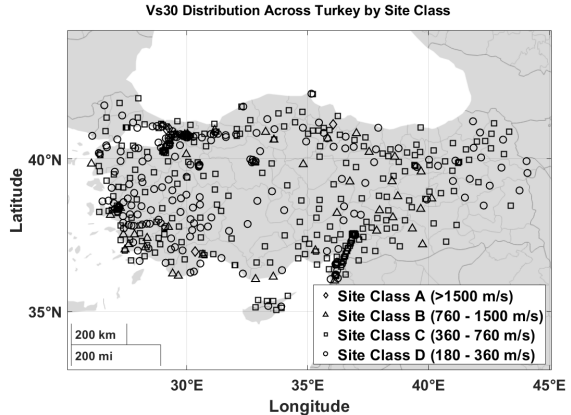 Vs30 Distribution Across Turkey by Site Class
Latitude
40°N
35°N
200 km
200 mi
Site Class A (>1500 m/s)
Site Class B (760 - 1500 m/s)
Site Class C (360 - 760 m/s)
Site Class D (180 - 360 m/s)
30°E 35°E 40°E 45°E
Longitude